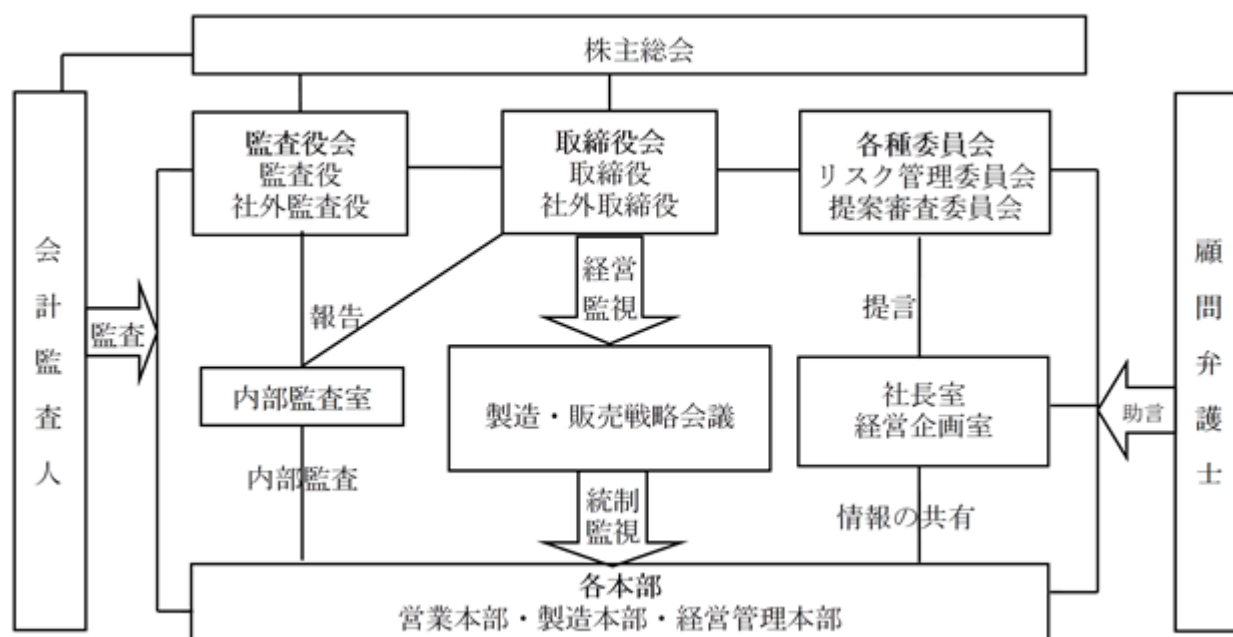 株主総会
監査役会
監査役
社外監査役
取締役会
取締役
社外取締役
各種委員会
リスク管理委員会
提案審査委員会
会計監査人
監査
顧問弁護士
助言
報告
経営
監視
提言
内部監査室
製造・販売戦略会議
社長室
経営企画室
内部監査
統制
監視
情報の共有
各本部
営業本部・製造本部・経営管理本部